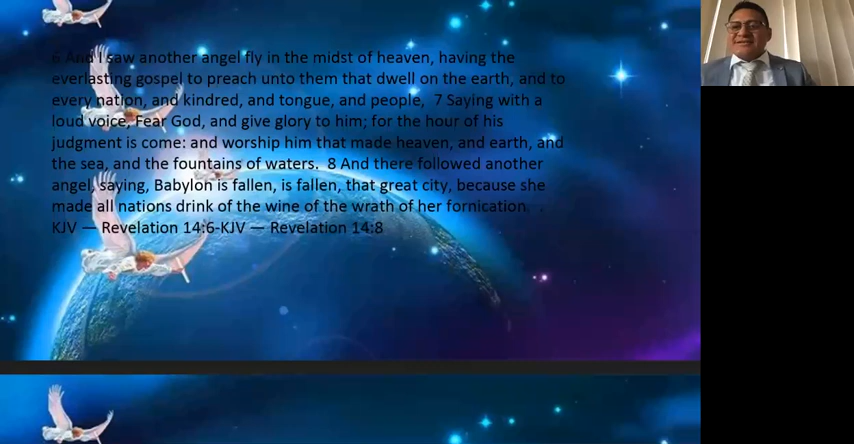 6 And I saw another angel fly in the midst of heaven, having the
everlasting gospel to preach unto them that dwell on the earth, and to
every nation, and kindred, and tongue, and people,  7 Saying with a
loud voice, Fear God, and give glory to him; for the hour of his
judgment is come: and worship him that made heaven, and earth, and
the sea, and the fountains of waters.  8 And there followed another
angel, saying, Babylon is fallen, is fallen, that great city, because she
made all nations drink of the wine of the wrath of her fornication.  .
KJV — Revelation 14:6-KJV — Revelation 14:8